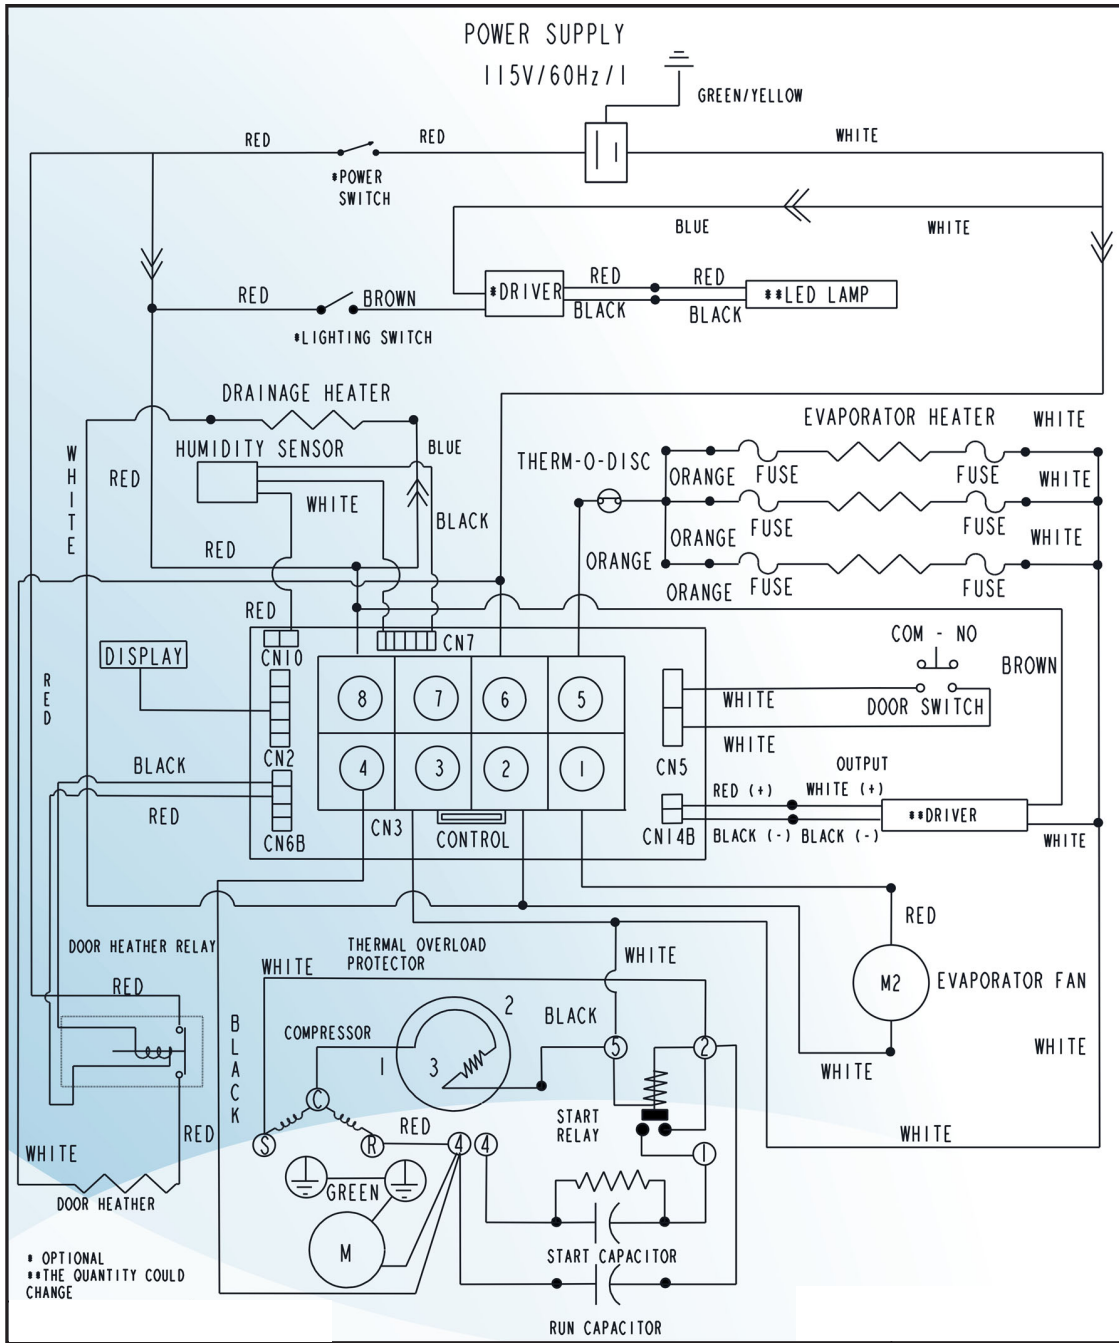 POWER SUPPLY
115V/60Hz/1
GREEN/YELLOW
RED
RED
WHITE
*POWER
SWITCH
BLUE
WHITE
RED
BROWN
*DRIVER
RED
RED
BLACK
BLACK
**LED LAMP
*LIGHTING SWITCH
DRAINAGE HEATER
EVAPORATOR HEATER
WHITE
HUMIDITY SENSOR
BLUE
THERM-O-DISC
WHITE
RED
WHITE
BLACK
ORANGE
FUSE
FUSE
WHITE
ORANGE
FUSE
FUSE
WHITE
RED
ORANGE
ORANGE
FUSE
FUSE
RED
CN10
CN7
COM - NO
DISPLAY
BROWN
RED
8
7
6
5
WHITE
DOOR SWITCH
WHITE
CN2
4
3
2
1
CN5
BLACK
OUTPUT
RED
RED (+)
WHITE (+)
**DRIVER
CN6B
CN3
CONTROL
CN14B
BLACK (-)
BLACK (-)
WHITE
RED
DOOR HEATHER RELAY
THERMAL OVERLOAD
PROTECTOR
WHITE
WHITE
M2
EVAPORATOR FAN
RED
BLACK
COMPRESSOR
1
2
3
BLACK
5
2
WHITE
WHITE
C
START
RELAY
S
R
RED
4
4
1
WHITE
RED
WHITE
GREEN
DOOR HEATHER
M
START CAPACITOR
* OPTIONAL
**THE QUANTITY COULD
CHANGE
RUN CAPACITOR